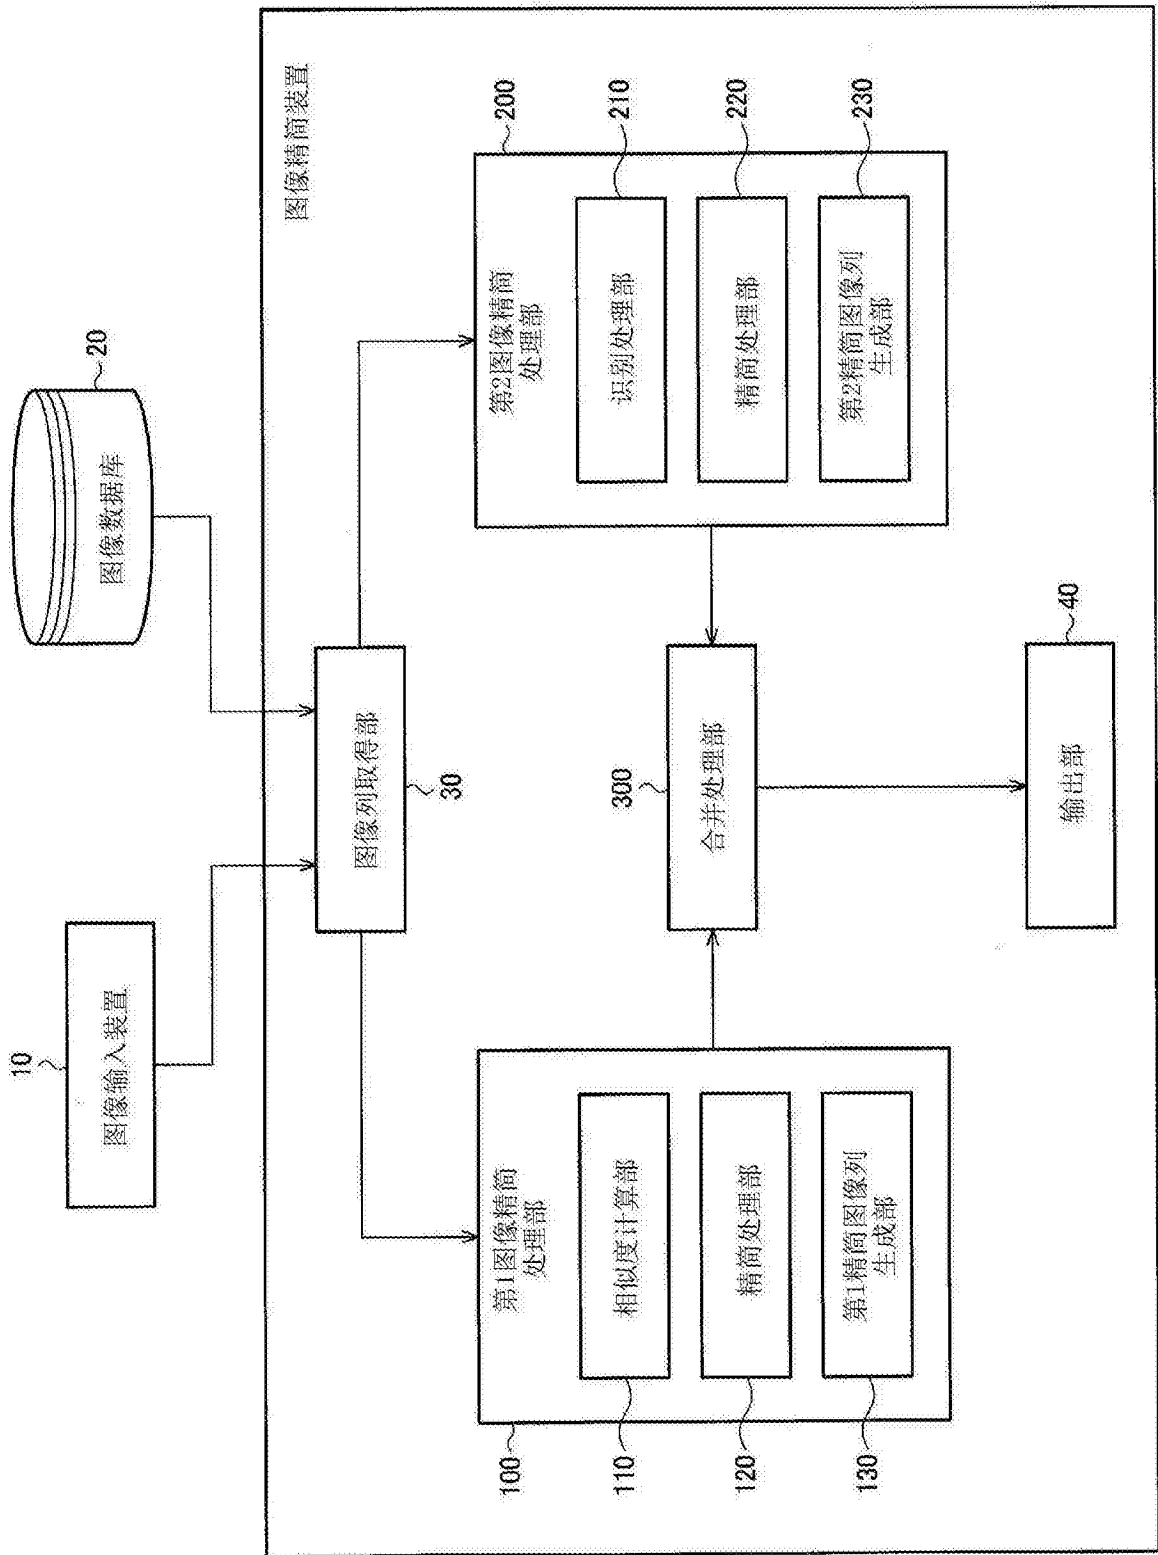 10
图像输入装置
20
图像数据库
图像精简装置
图像列取得部
30
100
第1图像精简
处理部
110
相似度计算部
120
精简处理部
130
第1精简图像列
生成部
200
第2图像精简
处理部
210
识别处理部
220
精简处理部
230
第2精简图像列
生成部
300
合并处理部
40
输出部